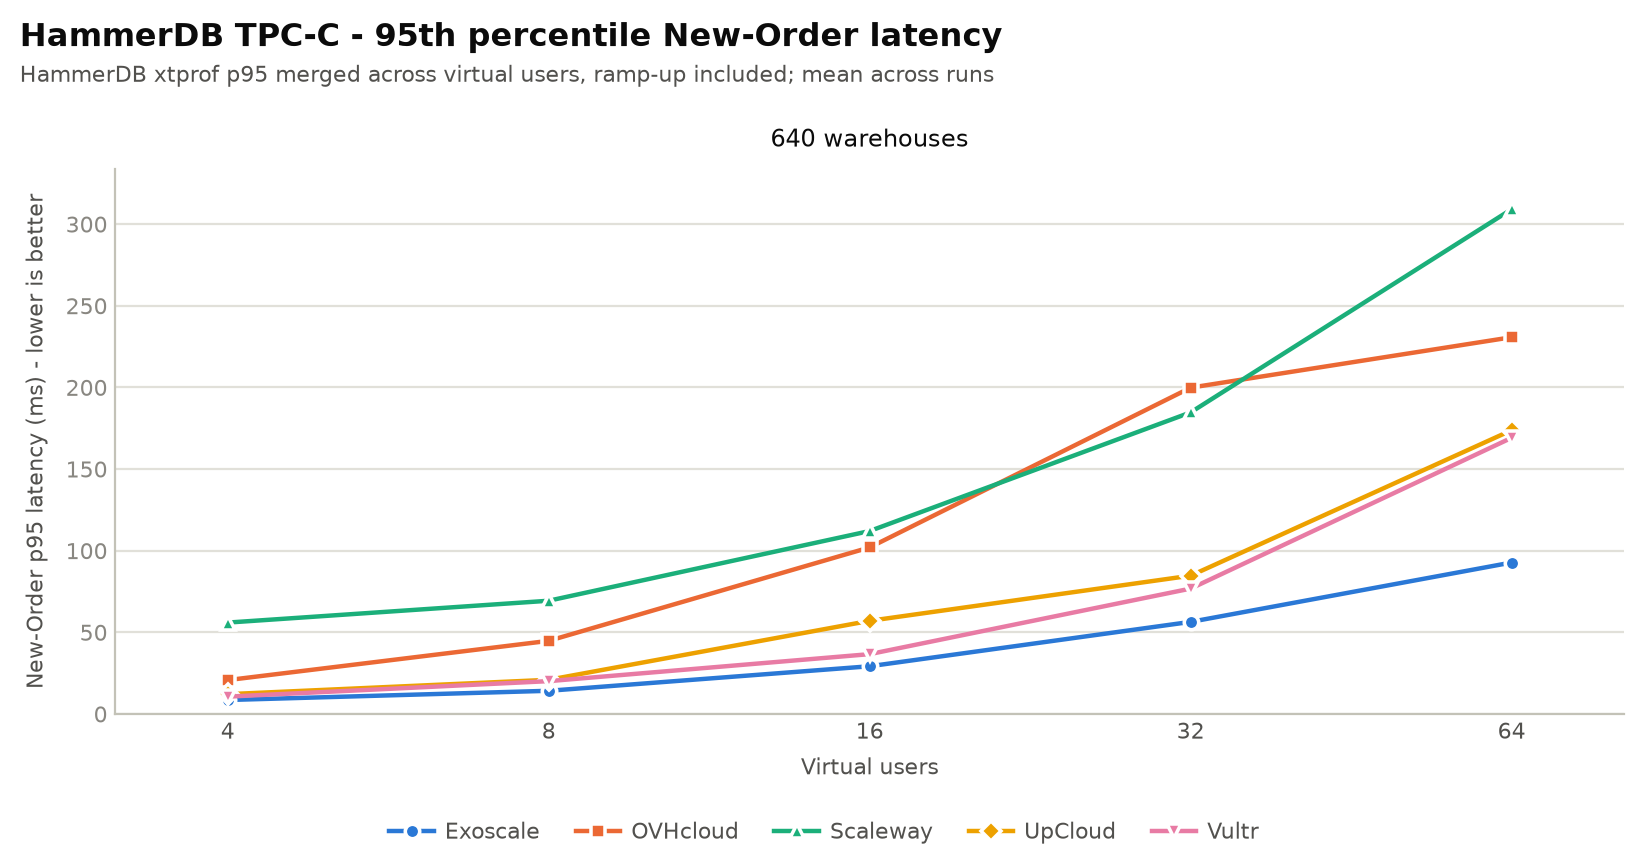 HammerDB TPC-C - 95th percentile New-Order latency
HammerDB xtprof p95 merged across virtual users, ramp-up included; mean across runs
640 warehouses
New-Order p95 latency (ms) - lower is better
300
250
200
150
100
50
0
4 8 16 32 64
Virtual users
Exoscale OVHcloud Scaleway UpCloud Vultr